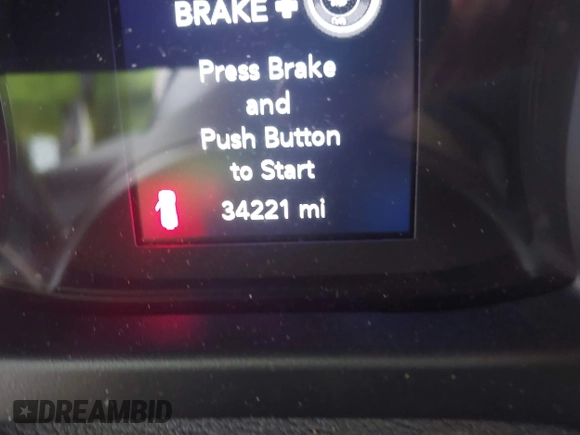 BRAKE +
Press Brake
and
Push Button
to Start
34221 mi
DREAMBID